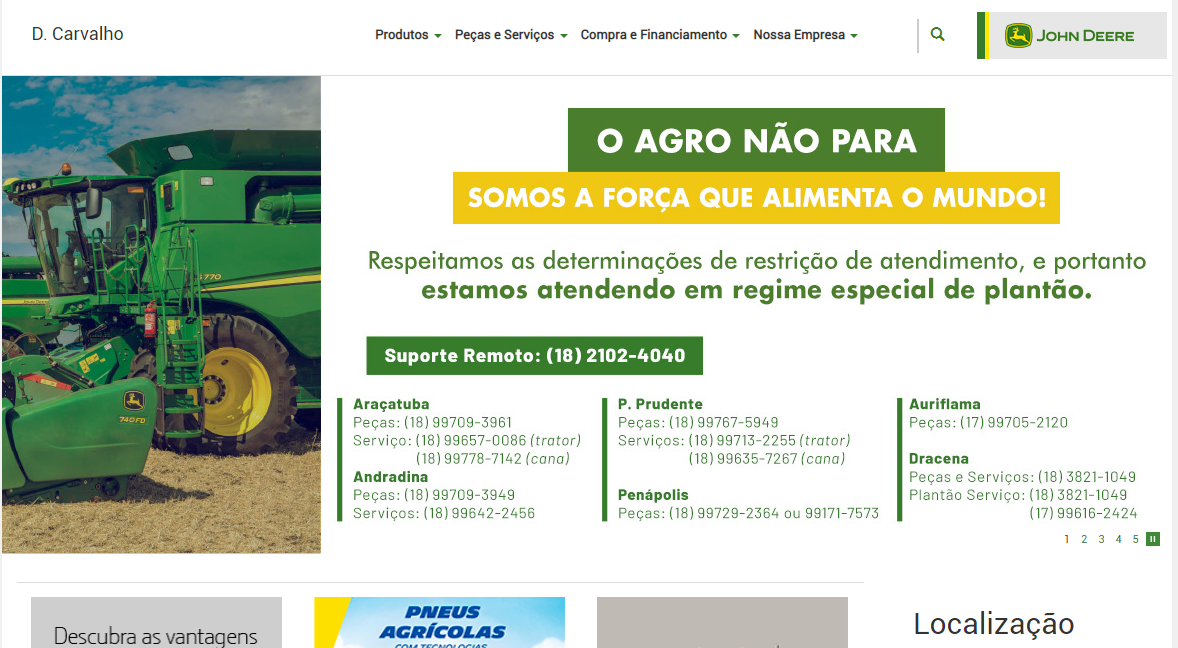 D. Carvalho
Produtos
Peças e Serviços
Compra e Financiamento
Nossa Empresa
JOHN DEERE
O AGRO NÃO PARA
SOMOS A FORÇA QUE ALIMENTA O MUNDO!
Respeitamos as determinações de restrição de atendimento, e portanto
estamos atendendo em regime especial de plantão.
Suporte Remoto: (18) 2102-4040
Araçatuba
Peças: (18) 99709-3961
Serviço: (18) 99657-0086 (trator)
(18) 99778-7142 (cana)
Andradina
Peças: (18) 99709-3949
Serviços: (18) 99642-2456
P. Prudente
Peças: (18) 99767-5949
Serviços: (18) 99713-2255 (trator)
(18) 99635-7267 (cana)
Penápolis
Peças: (18) 99729-2364 ou 99171-7573
Auriflama
Peças: (17) 99705-2120
Dracena
Peças e Serviços: (18) 3821-1049
Plantão Serviço: (18) 3821-1049
(17) 99616-2424
S770
740FD
1 2 3 4 5
Descubra as vantagens
PNEUS
AGRÍCOLAS
COM TECNOLOGIAS
Localização